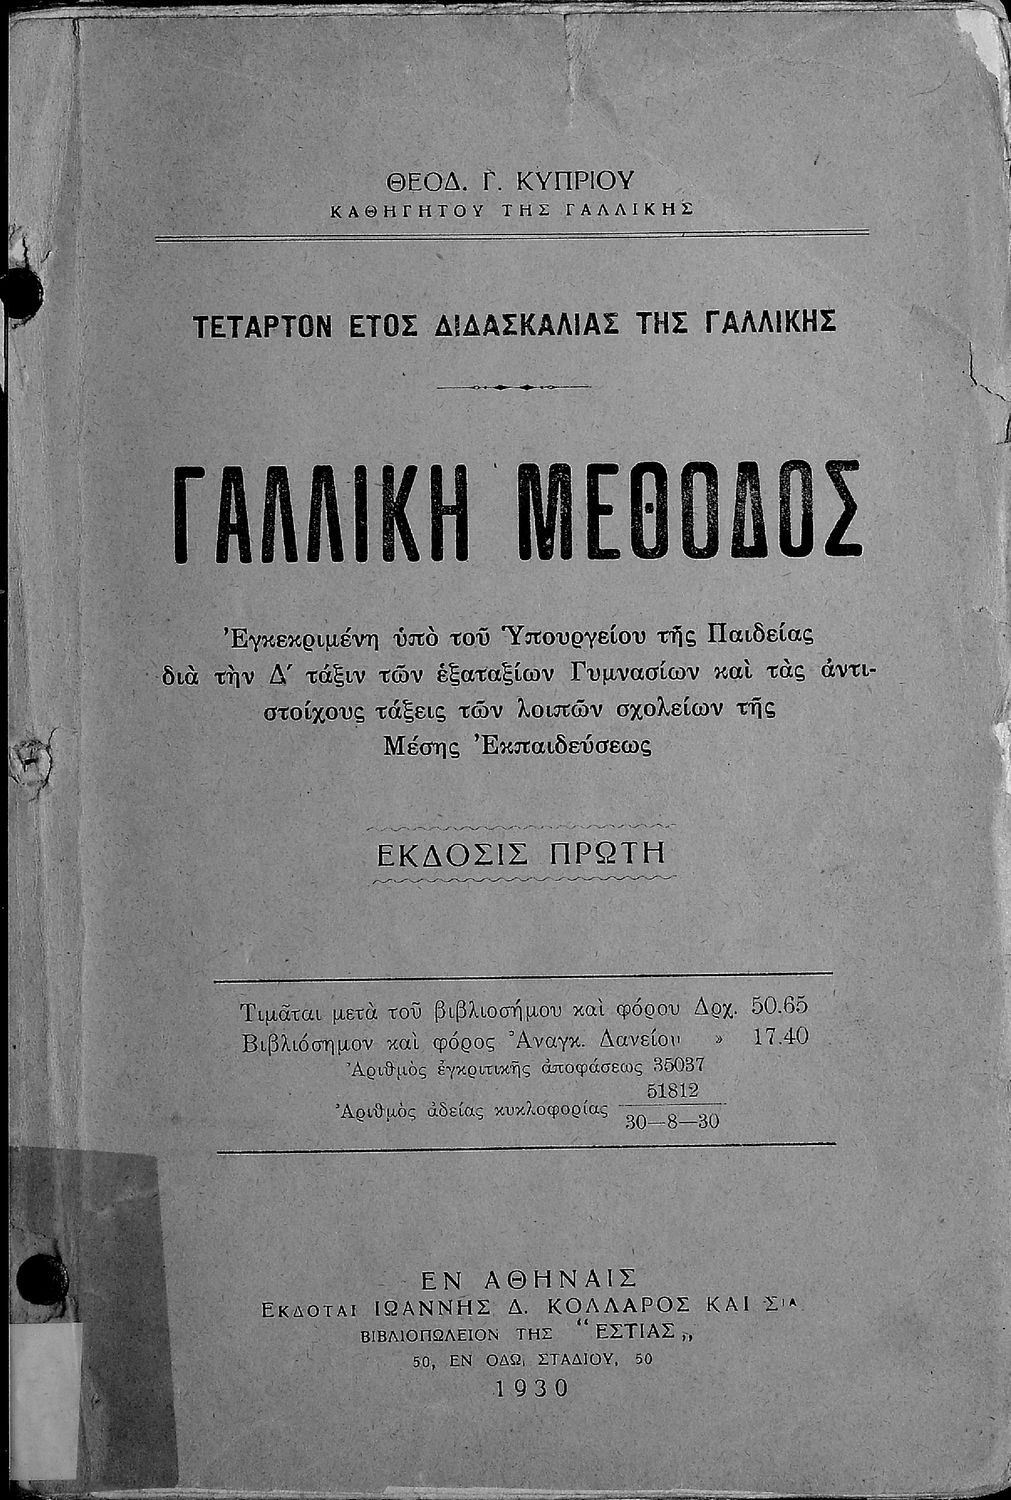 ΘΕΟΔ. Γ. ΚΥΠΡΙΟΥ
ΚΑΘΗΓΗΤΟΥ ΤΗΣ ΓΑΛΛΙΚΗΣ
ΤΕΤΑΡΤΟΝ ΕΤΟΣ ΔΙΔΑΣΚΑΛΙΑΣ ΤΗΣ ΓΑΛΛΙΚΗΣ
ΓΑΛΛΙΚΗ ΜΕΘΟΔΟΣ
Ἐγκεκριμένη ὑπὸ τοῦ Ὑπουργείου τῆς Παιδείας
διὰ τὴν Δ΄ τάξιν τῶν ἑξαταξίων Γυμνασίων καὶ τὰς ἀντι-
στοίχους τάξεις τῶν λοιπῶν σχολείων τῆς
Μέσης Ἐκπαιδεύσεως
ΕΚΔΟΣΙΣ ΠΡΩΤΗ
Τιμᾶται μετὰ τοῦ βιβλιοσήμου καὶ φόρου Δρχ. 50.65
Βιβλιόσημον καὶ φόρος Ἀναγκ. Δανείου » 17.40
Ἀριθμὸς ἐγκριτικῆς ἀποφάσεως 35037
51812
Ἀριθμὸς ἀδείας κυκλοφορίας
30—8—30
ΕΝ ΑΘΗΝΑΙΣ
ΕΚΔΟΤΑΙ ΙΩΑΝΝΗΣ Δ. ΚΟΛΛΑΡΟΣ ΚΑΙ ΣΙΑ
ΒΙΒΛΙΟΠΩΛΕΙΟΝ ΤΗΣ “ΕΣΤΙΑΣ„
50, ΕΝ ΟΔΩι ΣΤΑΔΙΟΥ, 50
1930